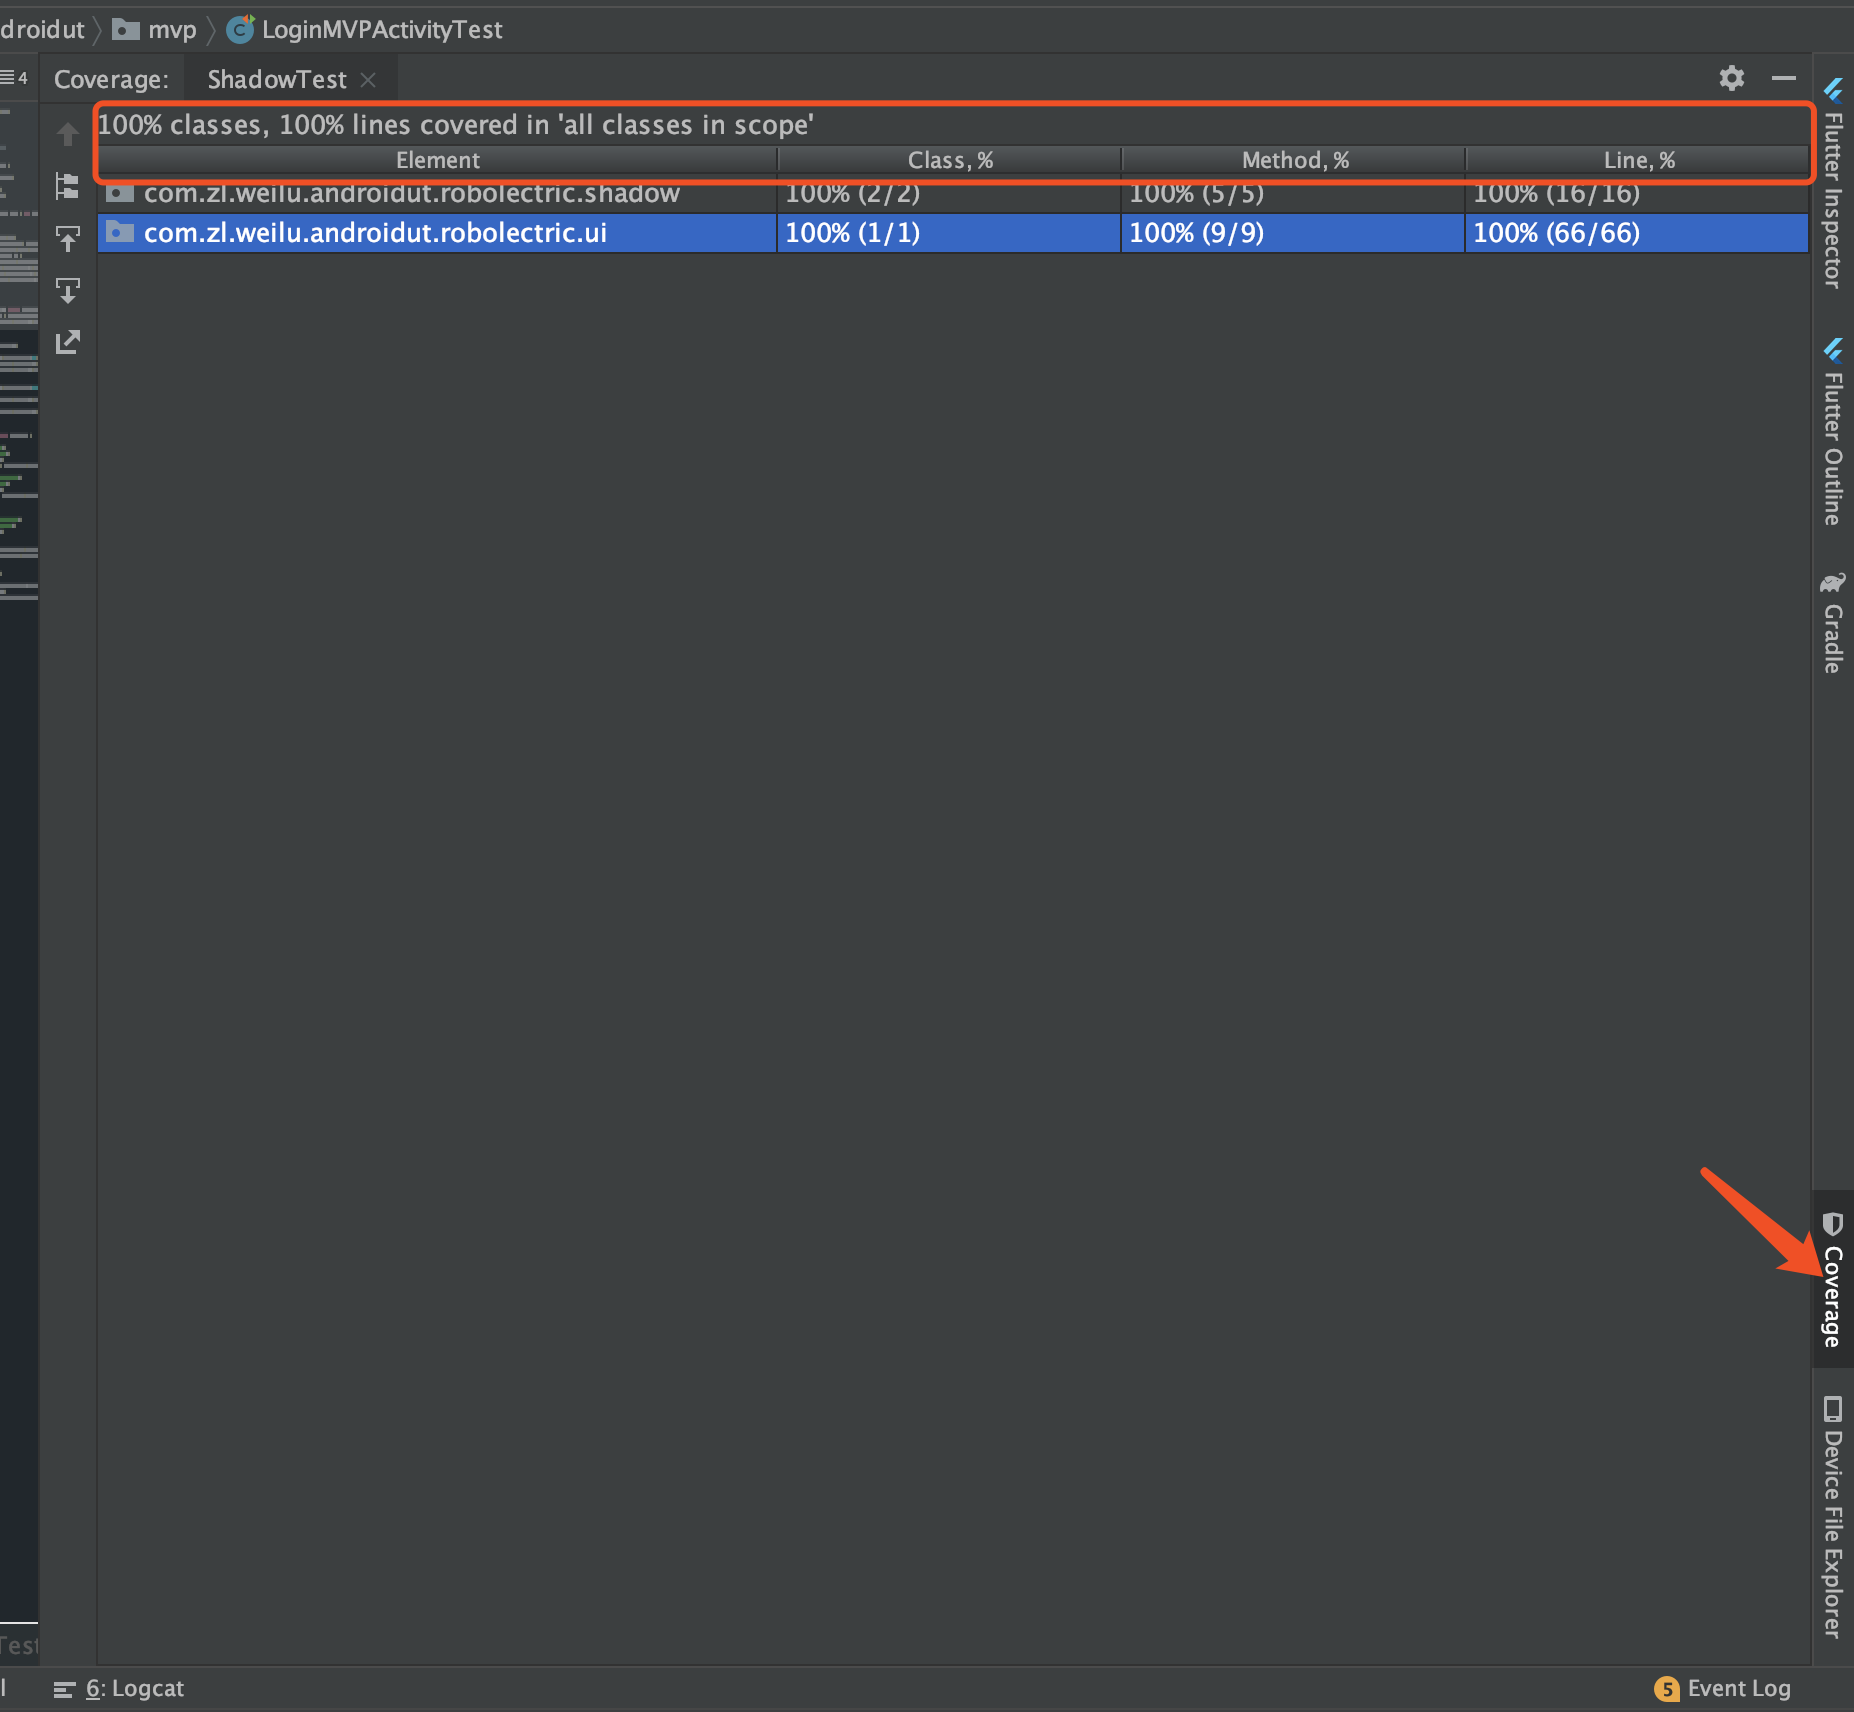 droidut mvp LoginMVPActivityTest
4
Coverage: ShadowTest
100% classes, 100% lines covered in 'all classes in scope'
Element Class, % Method, % Line, %
com.zl.weilu.androidut.robolectric.shadow 100% (2/2) 100% (5/5) 100% (16/16)
com.zl.weilu.androidut.robolectric.ui 100% (1/1) 100% (9/9) 100% (66/66)
Flutter Inspector
Flutter Outline
Gradle
Coverage
Device File Explorer
Test
6: Logcat
5 Event Log